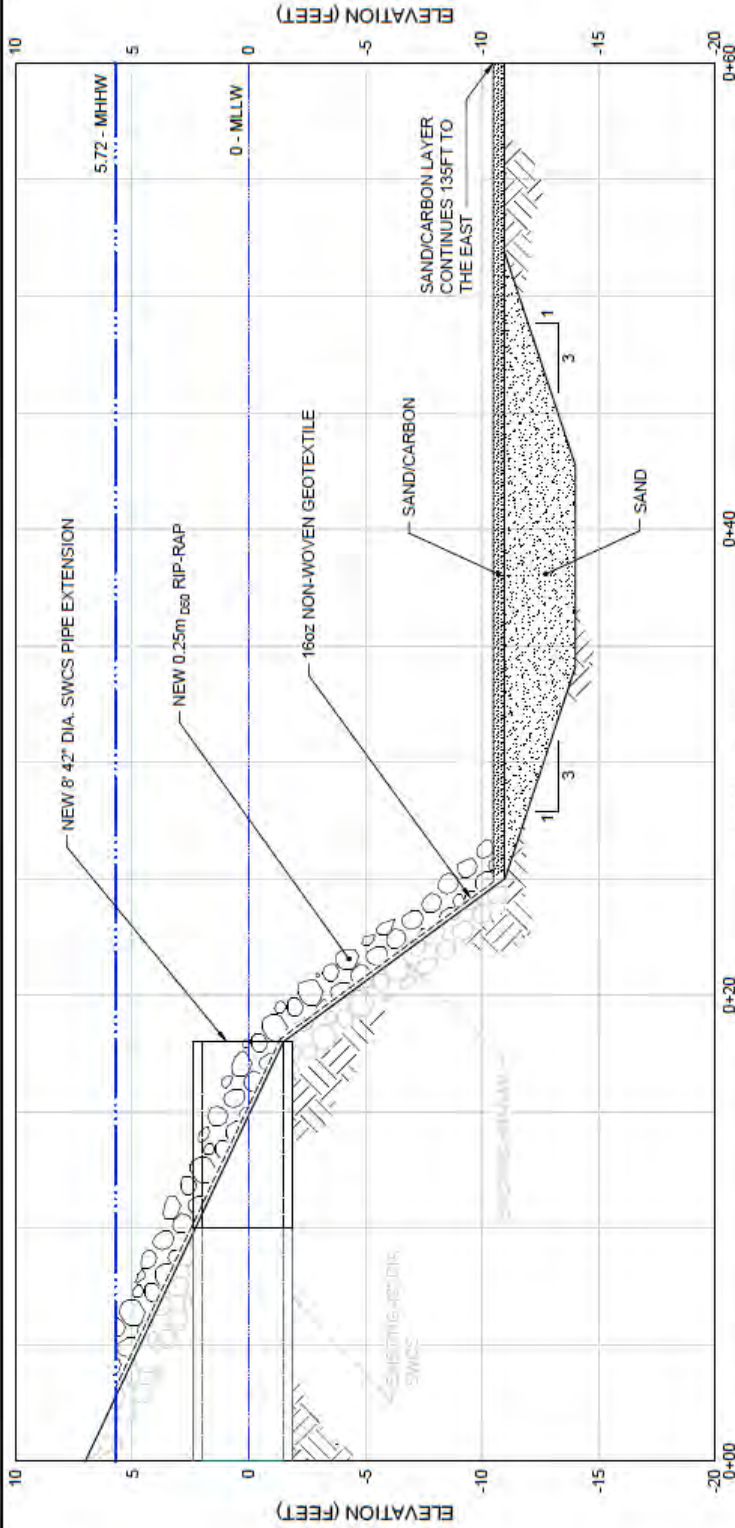 ELEVATION (FEET)
10
5
0
-5
-10
-15
-20
5.72 - MHHW
0 - MLLW
NEW 8' 42" DIA. SWCS PIPE EXTENSION
NEW 0.25m D50 RIP-RAP
16oz NON-WOVEN GEOTEXTILE
SAND/CARBON
SAND/CARBON LAYER
CONTINUES 135FT TO
THE EAST
SAND
1
3
1
3
SWCS
0+00
0+20
0+40
0+60
10
5
0
-5
-10
-15
-20
ELEVATION (FEET)